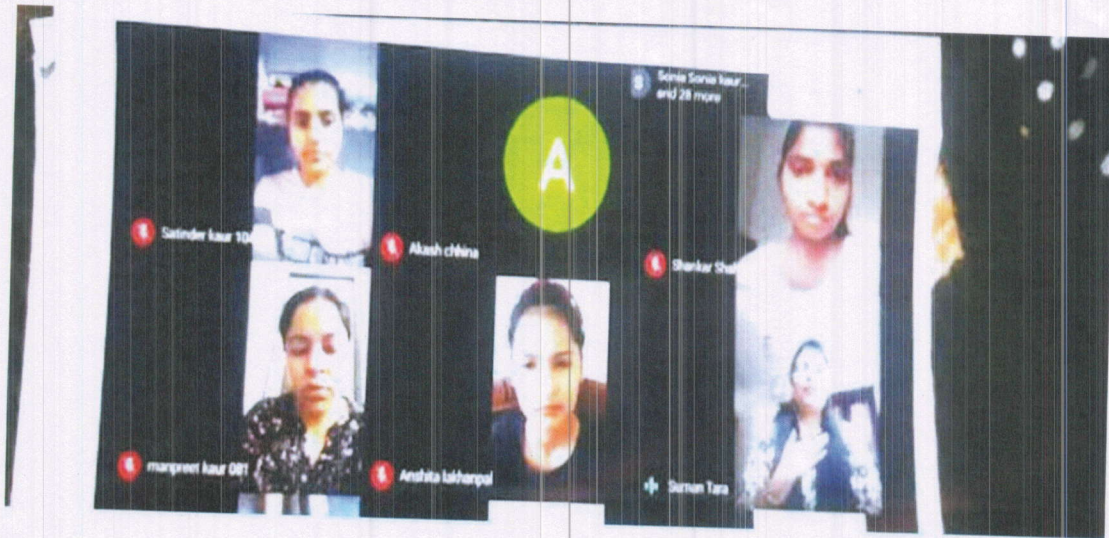 S
Sonia Sonia kaur...
and 28 more
A
Satinder kaur 104
Akash chhina
Shankar Sha
manpreet kaur 081
Anshita lakhanpal
Suman Tara